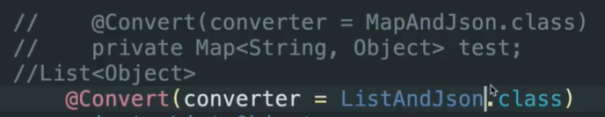 //    @Convert(converter = MapAndJson.class)
//    private Map<String, Object> test;
//List<Object>
    @Convert(converter = ListAndJson.class)